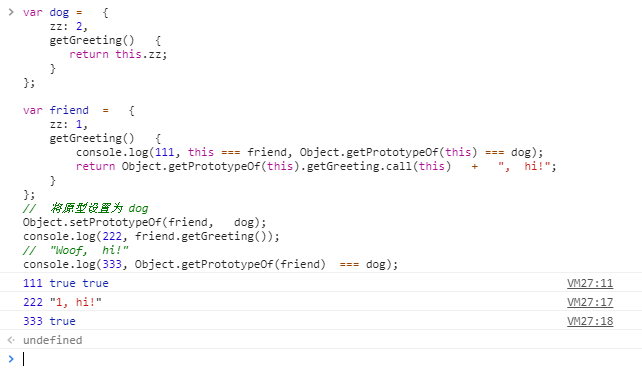 var dog = {
zz: 2,
getGreeting() {
return this.zz;
}
};
var friend = {
zz: 1,
getGreeting() {
console.log(111, this === friend, Object.getPrototypeOf(this) === dog);
return Object.getPrototypeOf(this).getGreeting.call(this) + ", hi!";
}
};
// 将原型设置为 dog
Object.setPrototypeOf(friend, dog);
console.log(222, friend.getGreeting());
// "Woof, hi!"
console.log(333, Object.getPrototypeOf(friend) === dog);
111 true true VM27:11
222 "1, hi!" VM27:17
333 true VM27:18
undefined